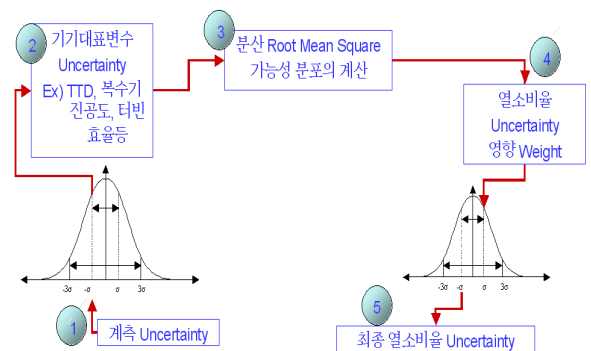 2
기기대표변수
Uncertainty
Ex) TTD, 복수기
진공도, 터빈
효율등
3
분산 Root Mean Square
가능성 분포의 계산
4
열소비율
Uncertainty
영향 Weight
-3σ -σ σ 3σ
1
계측 Uncertainty
-3σ -σ σ 3σ
5
최종 열소비율 Uncertainty